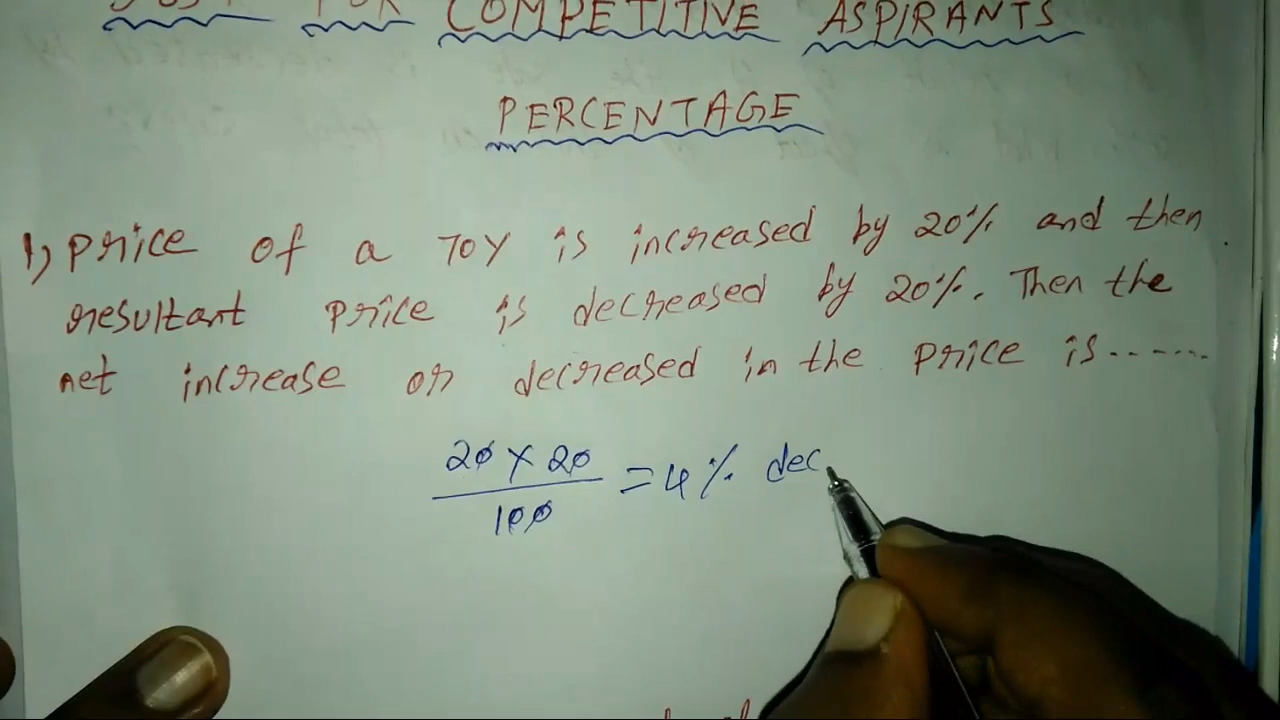 FOR COMPETITIVE ASPIRANTS
PERCENTAGE
1) Price of a TOY is increased by 20% and then
resultant price is decreased by 20%. Then the
net increase or decreased in the price is......
20 × 20
100
= 4% dec